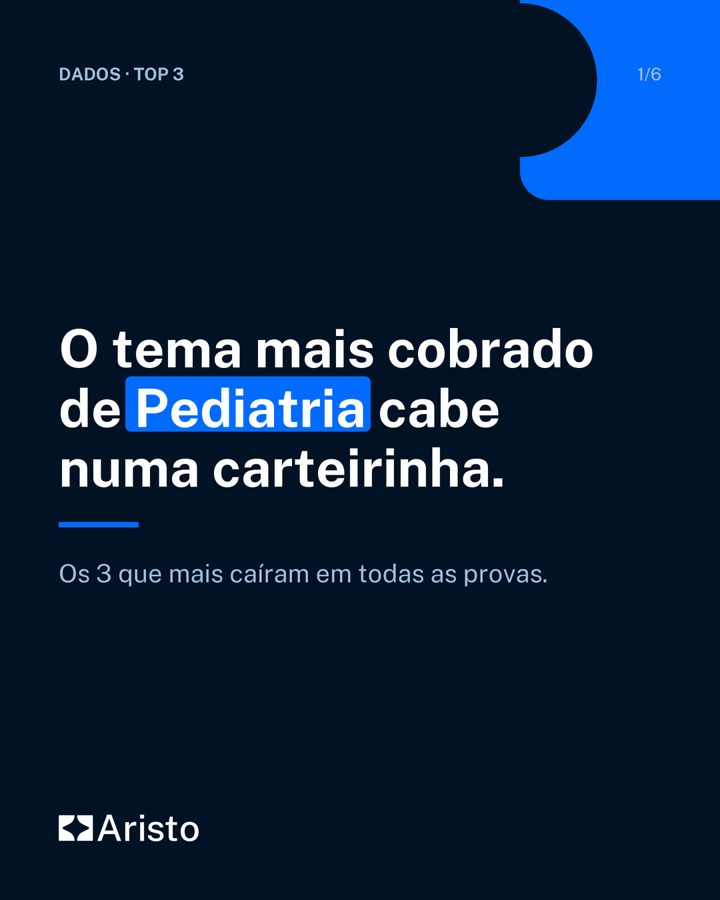 DADOS · TOP 3
1/6
O tema mais cobrado
de Pediatria cabe
numa carteirinha.
Os 3 que mais caíram em todas as provas.
Aristo